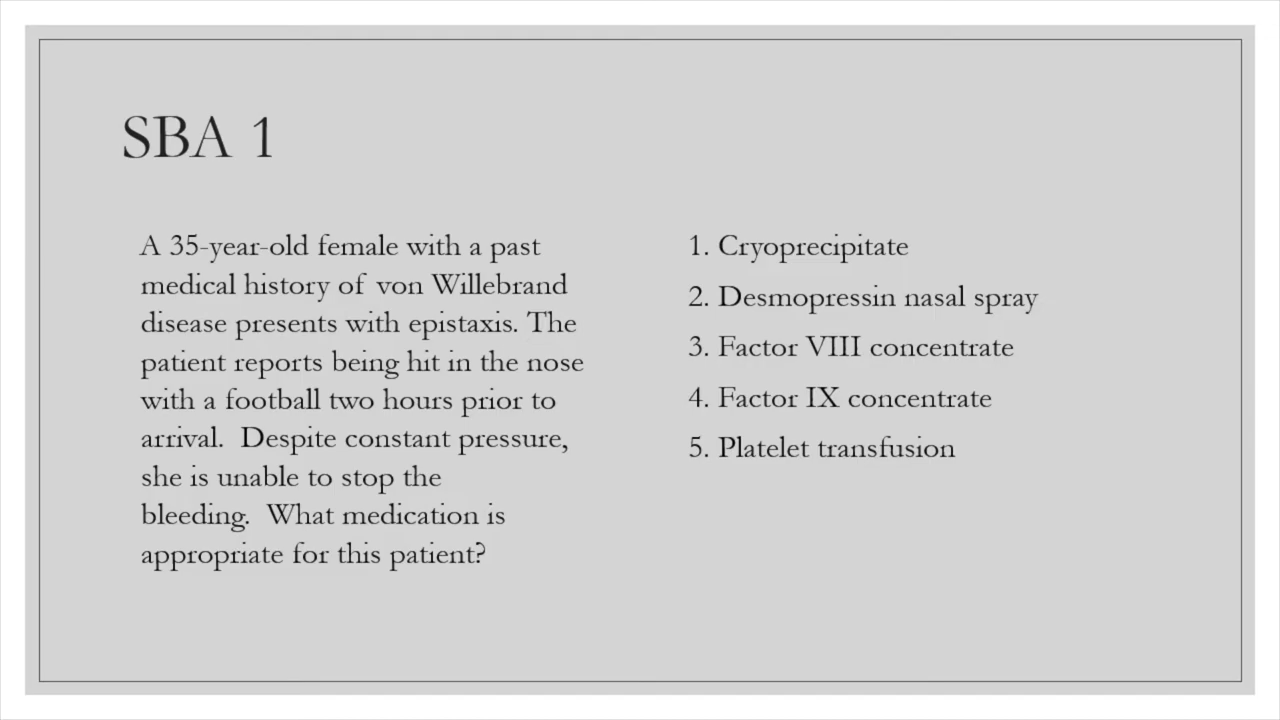 SBA 1
A 35-year-old female with a past
medical history of von Willebrand
disease presents with epistaxis. The
patient reports being hit in the nose
with a football two hours prior to
arrival.  Despite constant pressure,
she is unable to stop the
bleeding.  What medication is
appropriate for this patient?
1. Cryoprecipitate
2. Desmopressin nasal spray
3. Factor VIII concentrate
4. Factor IX concentrate
5. Platelet transfusion